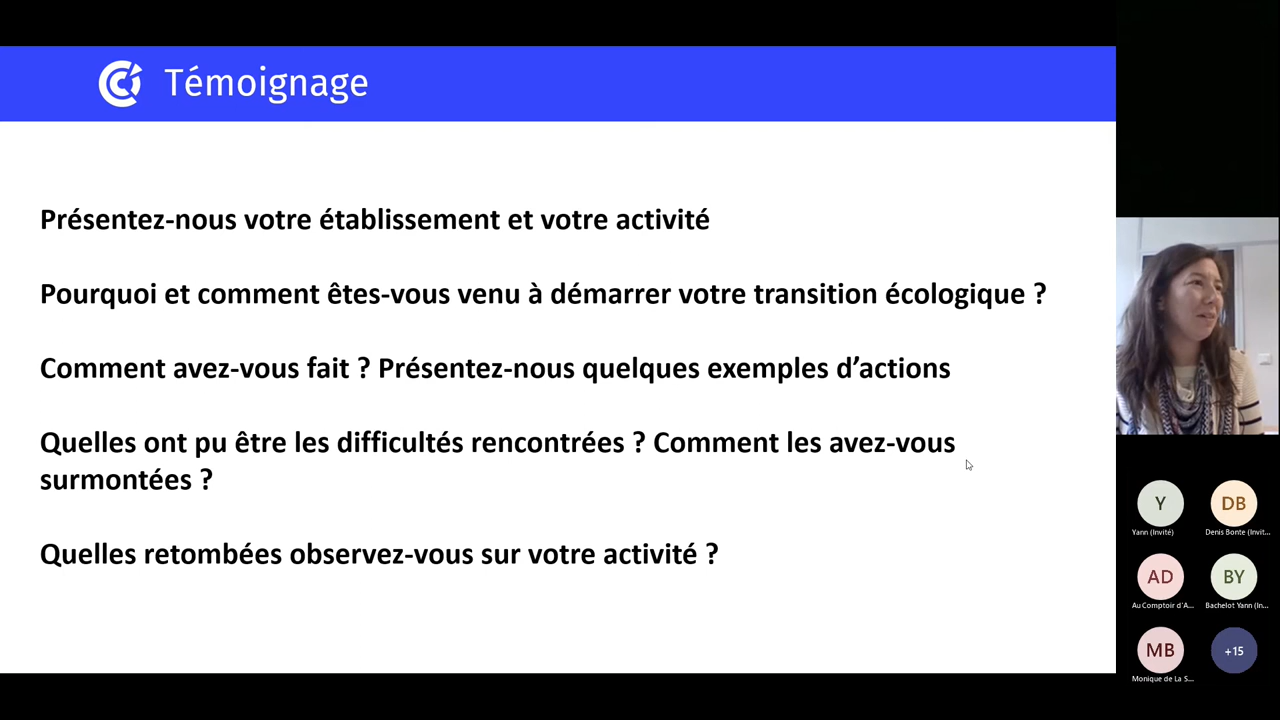 Témoignage
Présentez-nous votre établissement et votre activité
Pourquoi et comment êtes-vous venu à démarrer votre transition écologique ?
Comment avez-vous fait ? Présentez-nous quelques exemples d’actions
Quelles ont pu être les difficultés rencontrées ? Comment les avez-vous
surmontées ?
Quelles retombées observez-vous sur votre activité ?
Y
DB
Yann (Invité)
Denis Bonte (Invit...
AD
BY
Au Comptoir d'A...
Bachelot Yann (In...
MB
+15
Monique de La S...